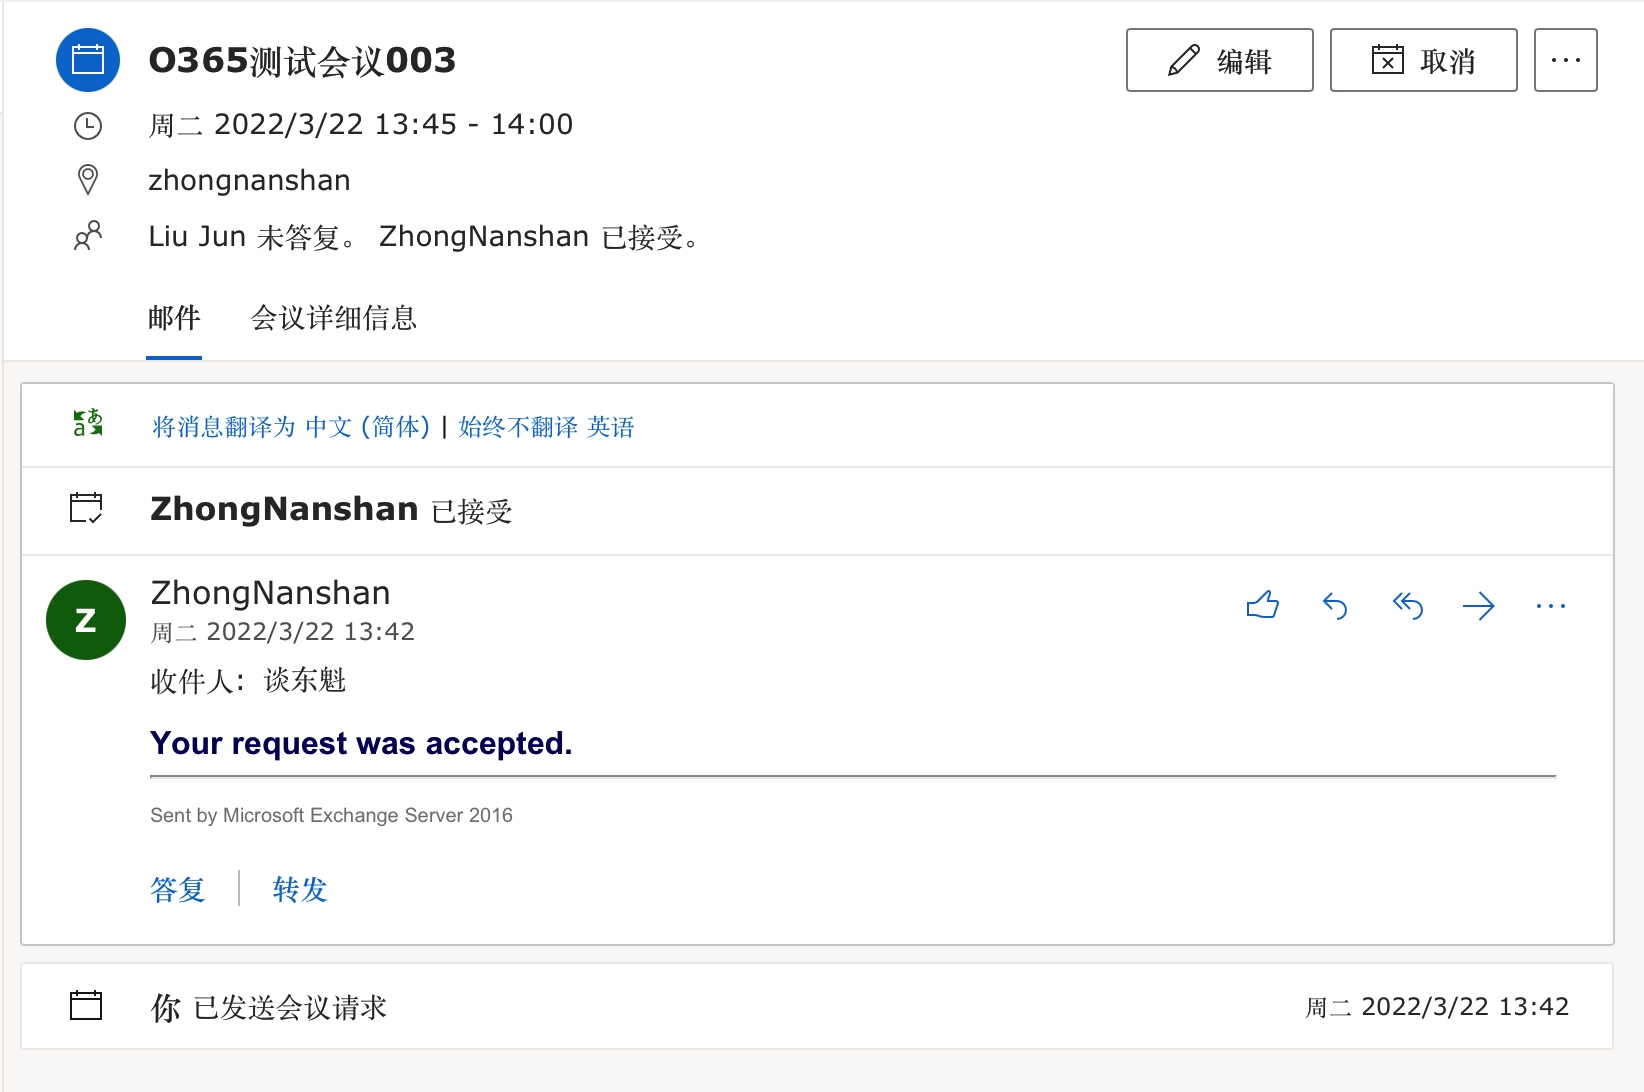 O365测试会议003
编辑
取消
周二 2022/3/22 13:45 - 14:00
zhongnanshan
Liu Jun 未答复。 ZhongNanshan 已接受。
邮件 会议详细信息
将消息翻译为 中文 (简体) | 始终不翻译 英语
ZhongNanshan 已接受
Z
ZhongNanshan
周二 2022/3/22 13:42
收件人: 谈东魁
Your request was accepted.
Sent by Microsoft Exchange Server 2016
答复 转发
你 已发送会议请求 周二 2022/3/22 13:42